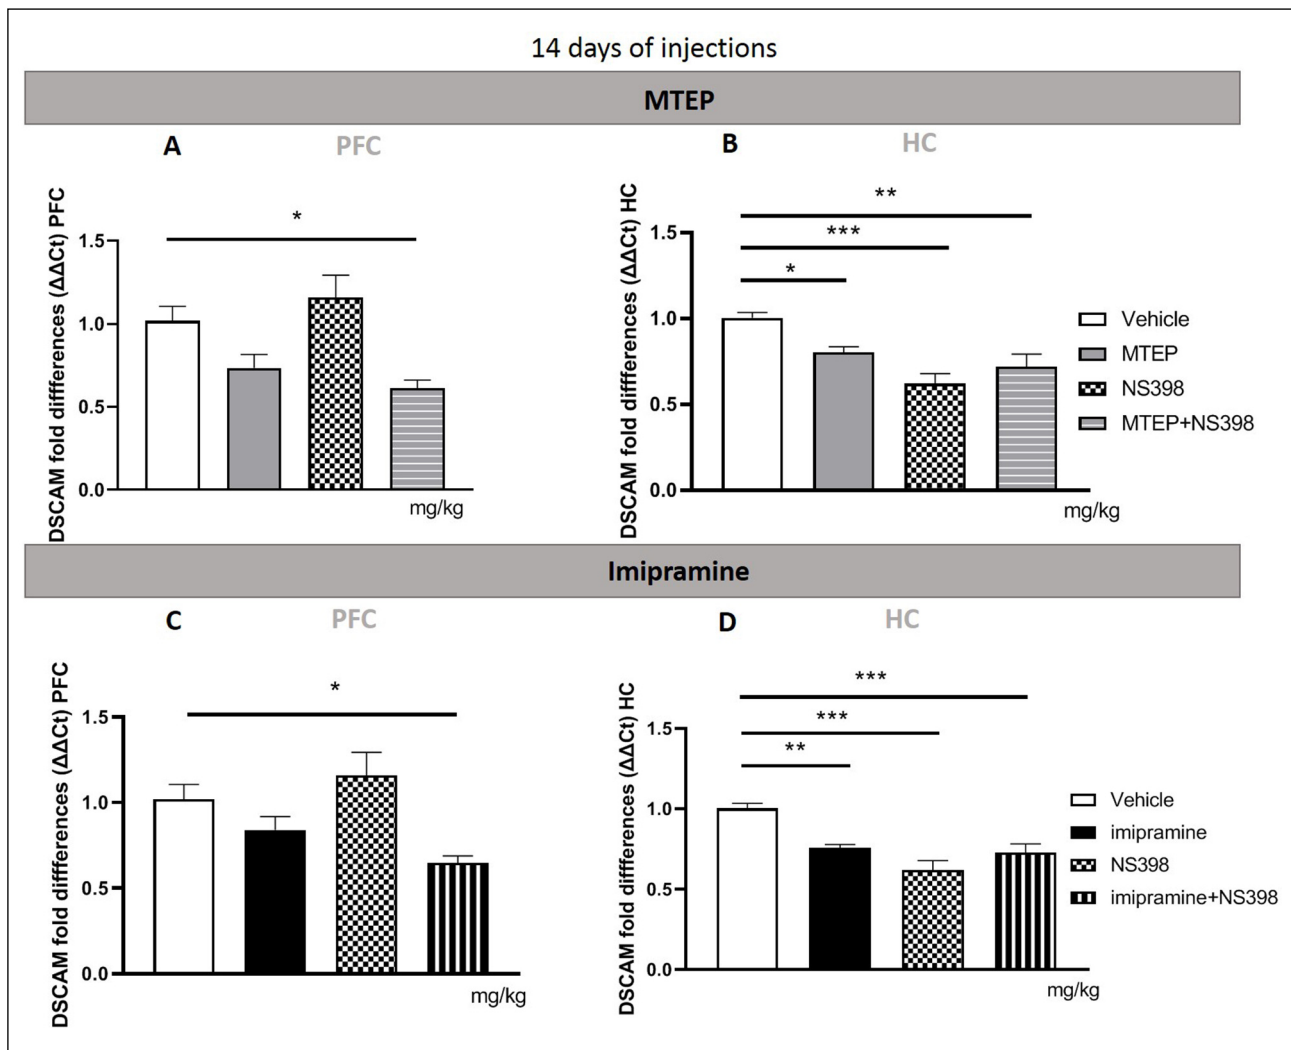 14 days of injections
MTEP
A
PFC
DSCAM fold diffferences (ΔΔCt) PFC
*
1.5
1.0
0.5
0.0
mg/kg
B
HC
DSCAM fold diffferences (ΔΔCt) HC
**
***
*
1.5
1.0
0.5
0.0
mg/kg
Vehicle
MTEP
NS398
MTEP+NS398
Imipramine
C
PFC
DSCAM fold diffferences (ΔΔCt) PFC
*
1.5
1.0
0.5
0.0
mg/kg
D
HC
DSCAM fold diffferences (ΔΔCt) HC
***
***
**
1.5
1.0
0.5
0.0
mg/kg
Vehicle
imipramine
NS398
imipramine+NS398